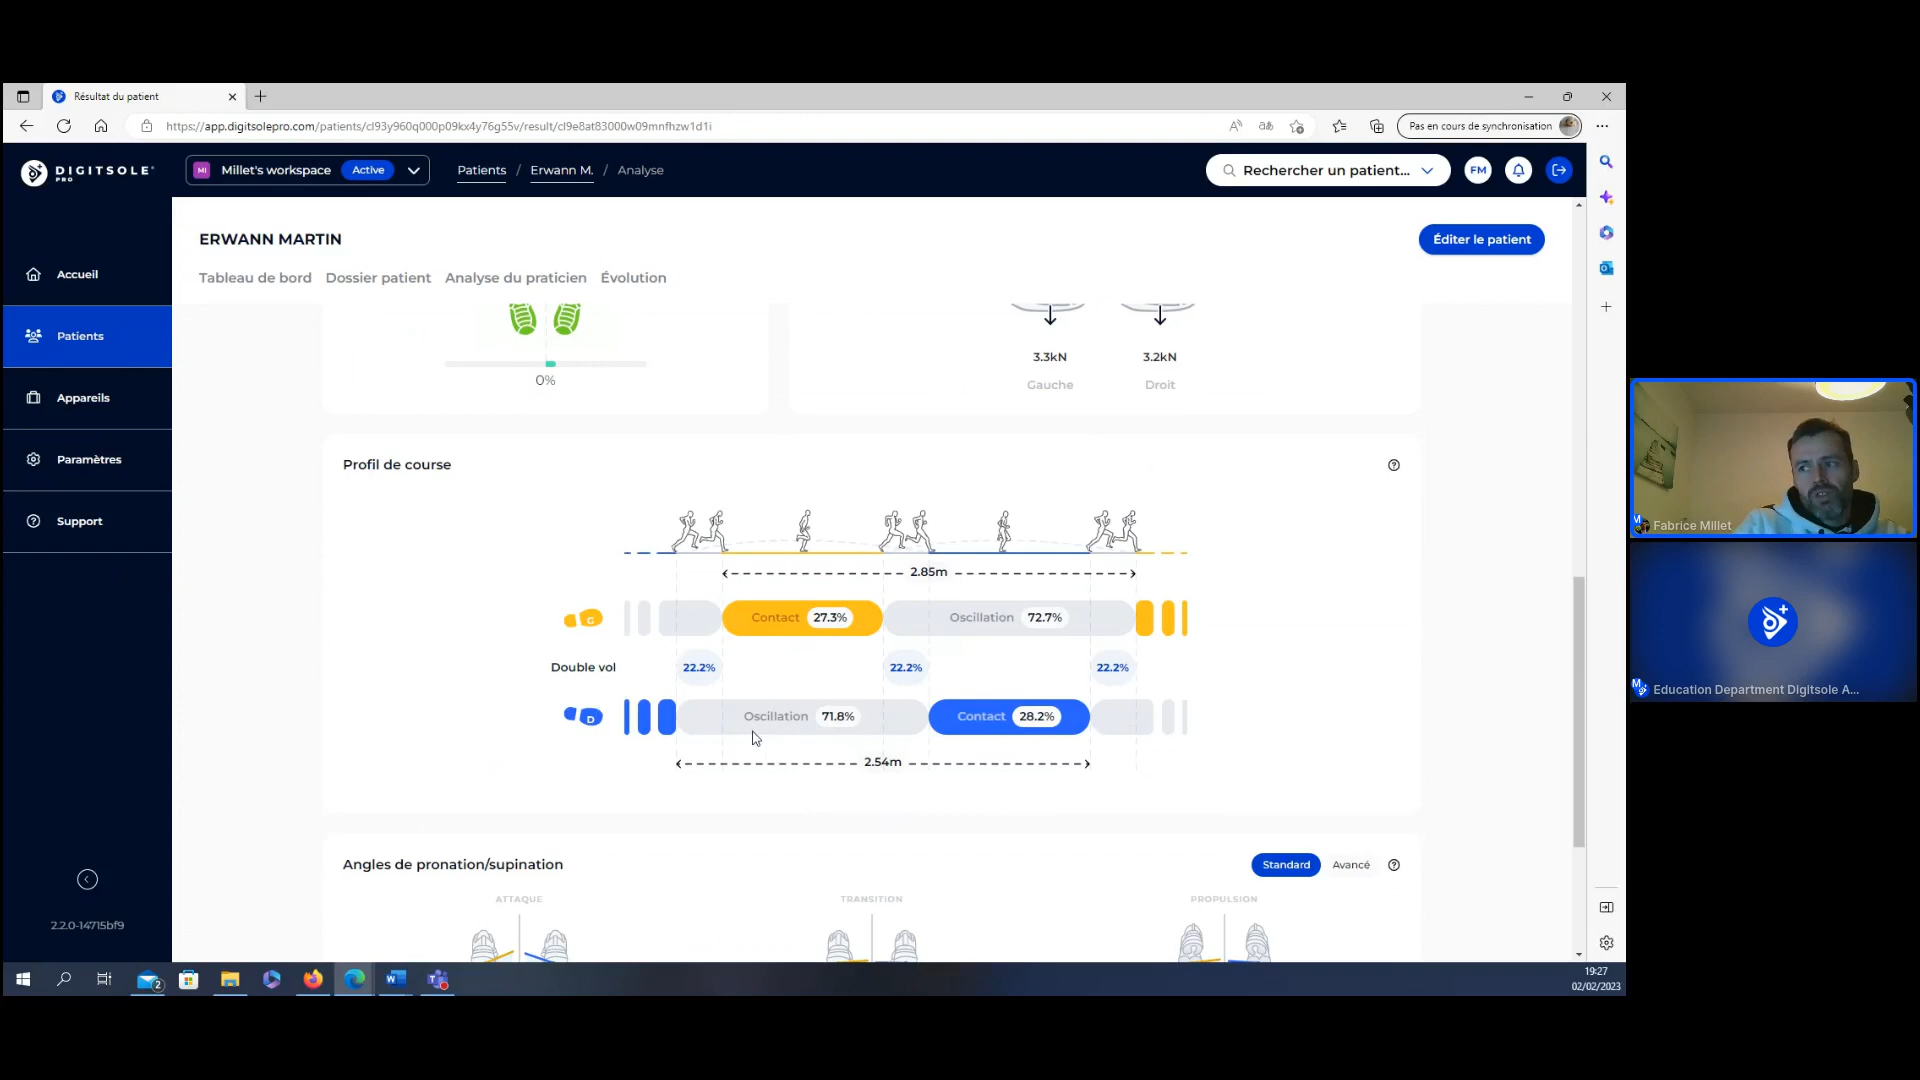 Résultat du patient
https://app.digitsolepro.com/patients/cl93y960q000p09kx4y76g55v/result/cl9e8at83000w09mnfhzw1d1i
Pas en cours de synchronisation
DIGITSOLE
PRO
MI
Millet's workspace
Active
Patients / Erwann M. / Analyse
Rechercher un patient...
FM
ERWANN MARTIN
Éditer le patient
Tableau de bord
Dossier patient
Analyse du praticien
Évolution
Accueil
Patients
Appareils
Paramètres
Support
2.2.0-14715bf9
0%
3.3kN
3.2kN
Gauche
Droit
Profil de course
2.85m
G
Contact 27.3%
Oscillation 72.7%
Double vol
22.2%
22.2%
22.2%
D
Oscillation 71.8%
Contact 28.2%
2.54m
Angles de pronation/supination
Standard
Avancé
ATTAQUE
TRANSITION
PROPULSION
2
19:27
02/02/2023
Fabrice Millet
Education Department Digitsole A...